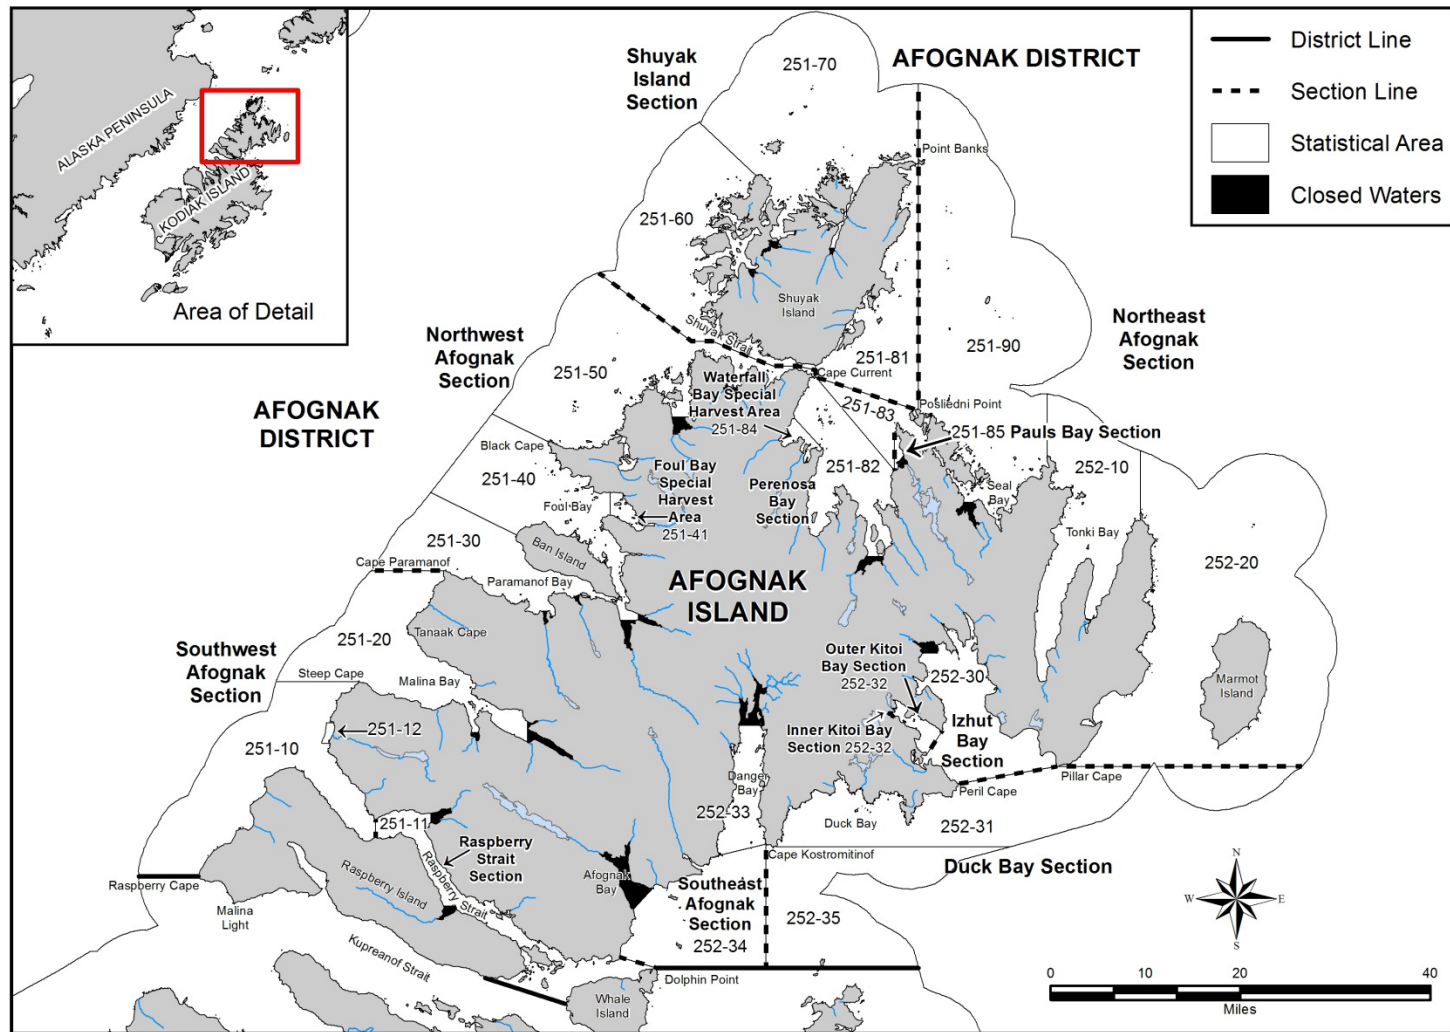 ALASKA PENINSULA
KODIAK ISLAND
Area of Detail
District Line
Section Line
Statistical Area
Closed Waters
AFOGNAK DISTRICT
Shuyak
Island
Section
251-70
Point Banks
251-60
Shuyak
Island
Shuyak Strait
251-81
Cape Current
251-90
Northeast
Afognak
Section
Northwest
Afognak
Section
251-50
AFOGNAK
DISTRICT
Waterfall
Bay Special
Harvest Area
251-84
251-83
Posliedni Point
251-85 Pauls Bay Section
251-82
Black Cape
251-40
Foul Bay
Foul Bay
Special
Harvest
Area
251-41
Perenosa
Bay
Section
Seal
Bay
252-10
Tonki Bay
252-20
251-30
Cape Paramanof
Ban Island
Paramanof Bay
AFOGNAK
ISLAND
Tanaak Cape
251-20
Southwest
Afognak
Section
Steep Cape
Malina Bay
Outer Kitoi
Bay Section
252-32
252-30
Marmot
Island
251-12
251-10
Inner Kitoi Bay
Section 252-32
Izhut
Bay
Section
Danger
Bay
Pillar Cape
Peril Cape
251-11
252-33
Duck Bay
252-31
Raspberry
Strait
Section
Raspberry Strait
Raspberry Island
Cape Kostromitinof
Duck Bay Section
Raspberry Cape
Afognak
Bay
Southeast
Afognak
Section
Malina
Light
252-35
252-34
Kupreanof Strait
Dolphin Point
Whale
Island
N
W
E
S
0 10 20 40
Miles